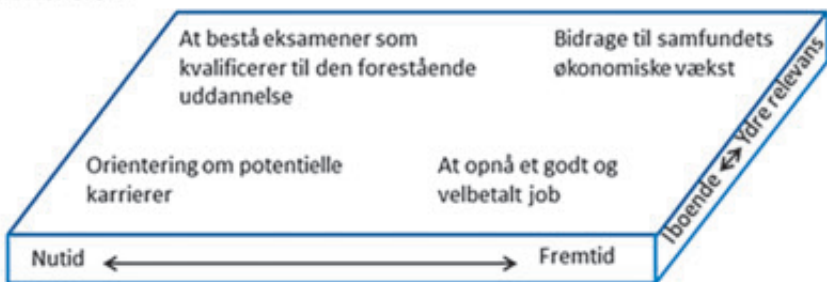 At bestå eksamener som
kvalificerer til den forestående
uddannelse
Bidrage til samfundets
økonomiske vækst
Orientering om potentielle
karrierer
At opnå et godt og
velbetalt job
Iboende Ydre relevans
Nutid Fremtid